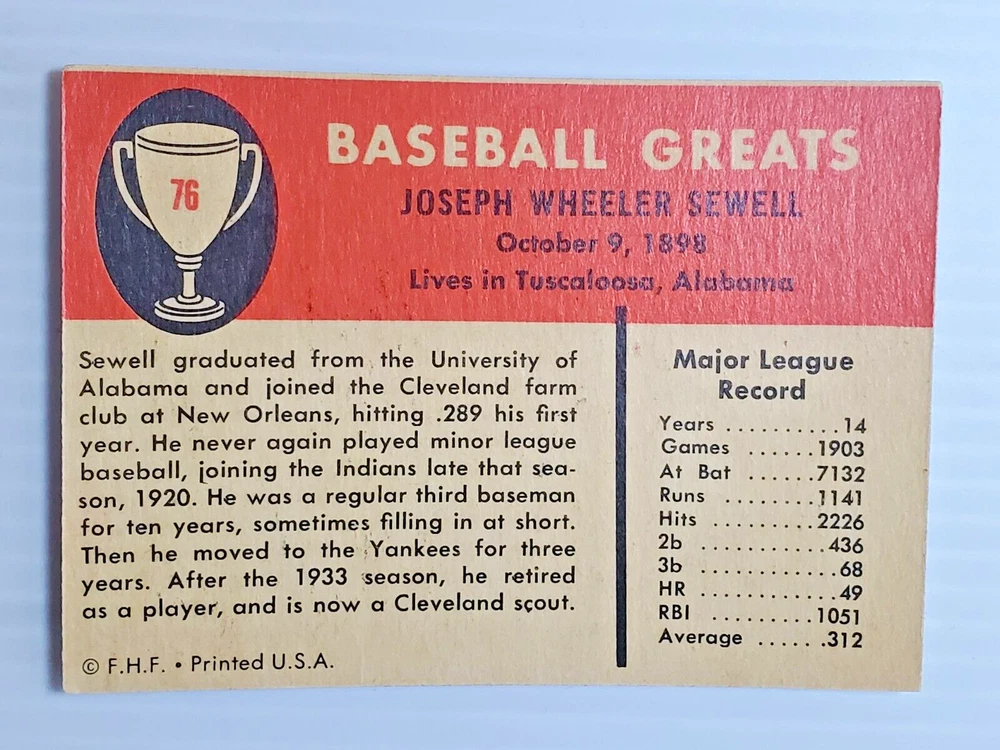 76
BASEBALL GREATS
JOSEPH WHEELER SEWELL
October 9, 1898
Lives in Tuscaloosa, Alabama
Sewell graduated from the University of
Alabama and joined the Cleveland farm
club at New Orleans, hitting .289 his first
year. He never again played minor league
baseball, joining the Indians late that sea-
son, 1920. He was a regular third baseman
for ten years, sometimes filling in at short.
Then he moved to the Yankees for three
years. After the 1933 season, he retired
as a player, and is now a Cleveland scout.
© F.H.F. • Printed U.S.A.
Major League
Record
Years ..........14
Games ......1903
At Bat ......7132
Runs ........1141
Hits .........2226
2b ...........436
3b ............68
HR ............49
RBI .........1051
Average ......312